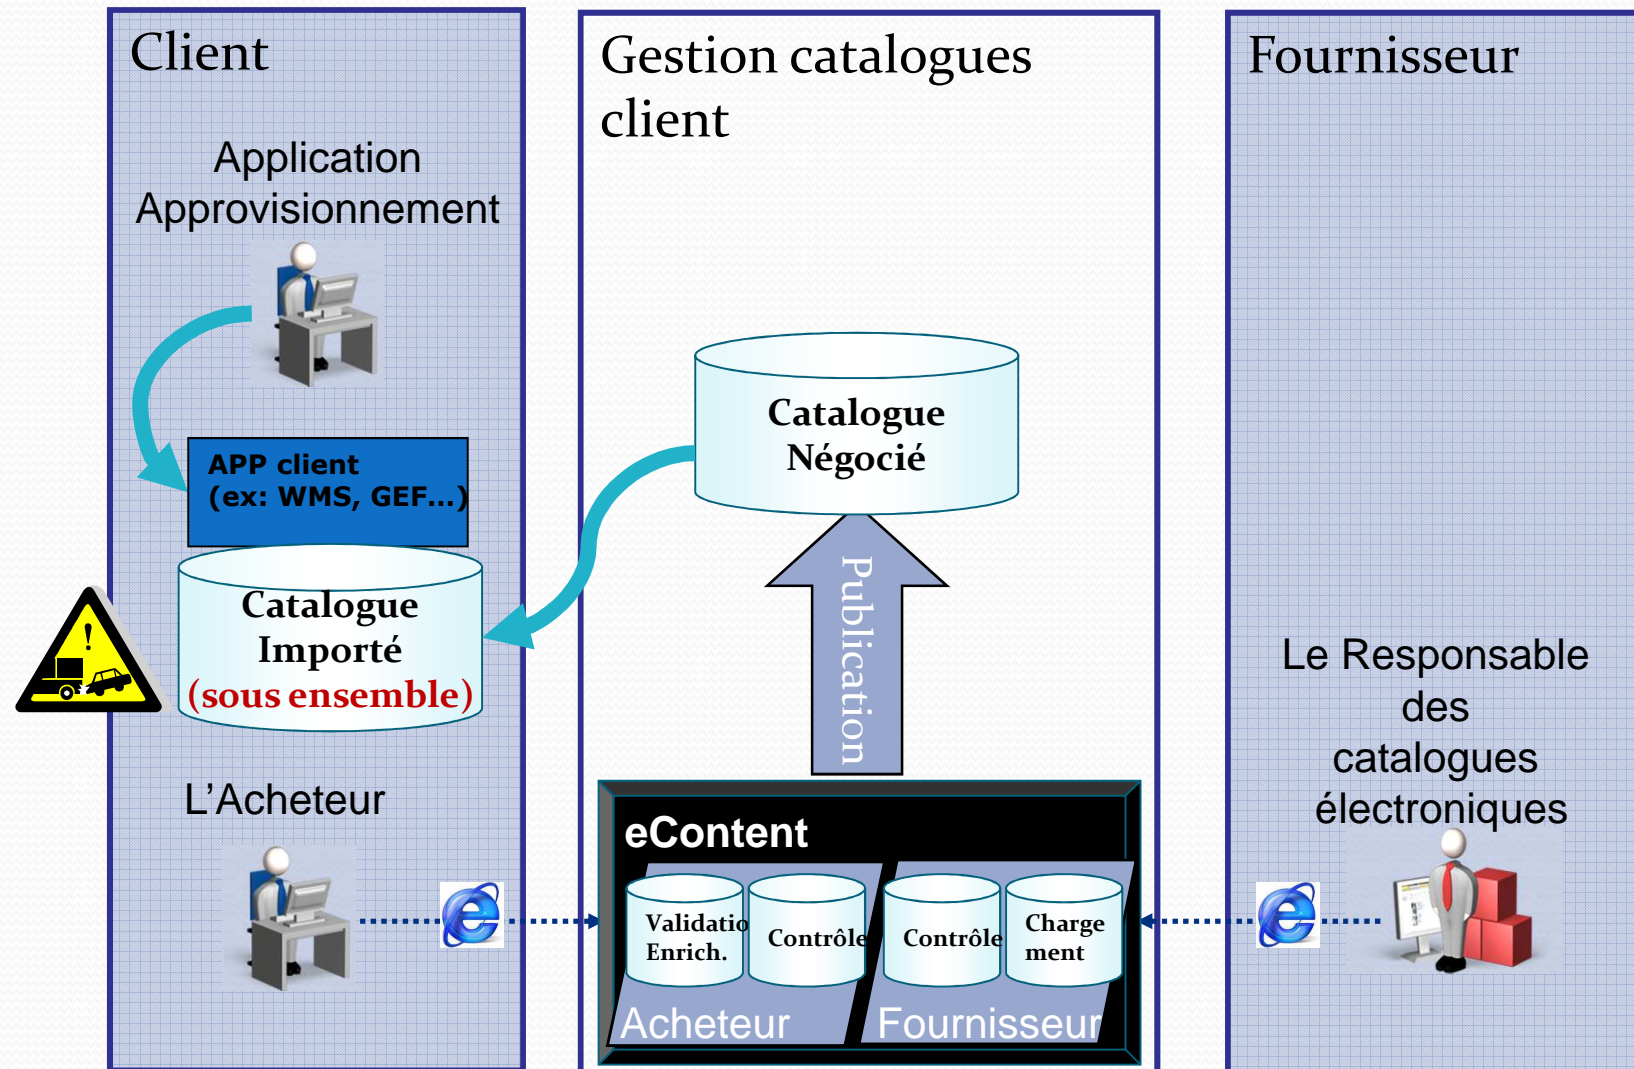 Client
Application
Approvisionnement
APP client
(ex: WMS, GEF...)
Catalogue
Importé
(sous ensemble)
L’Acheteur
Gestion catalogues
client
Catalogue
Négocié
Publication
eContent
Validatio
Enrich.
Contrôle
Contrôle
Charge
ment
Acheteur
Fournisseur
Fournisseur
Le Responsable
des
catalogues
électroniques